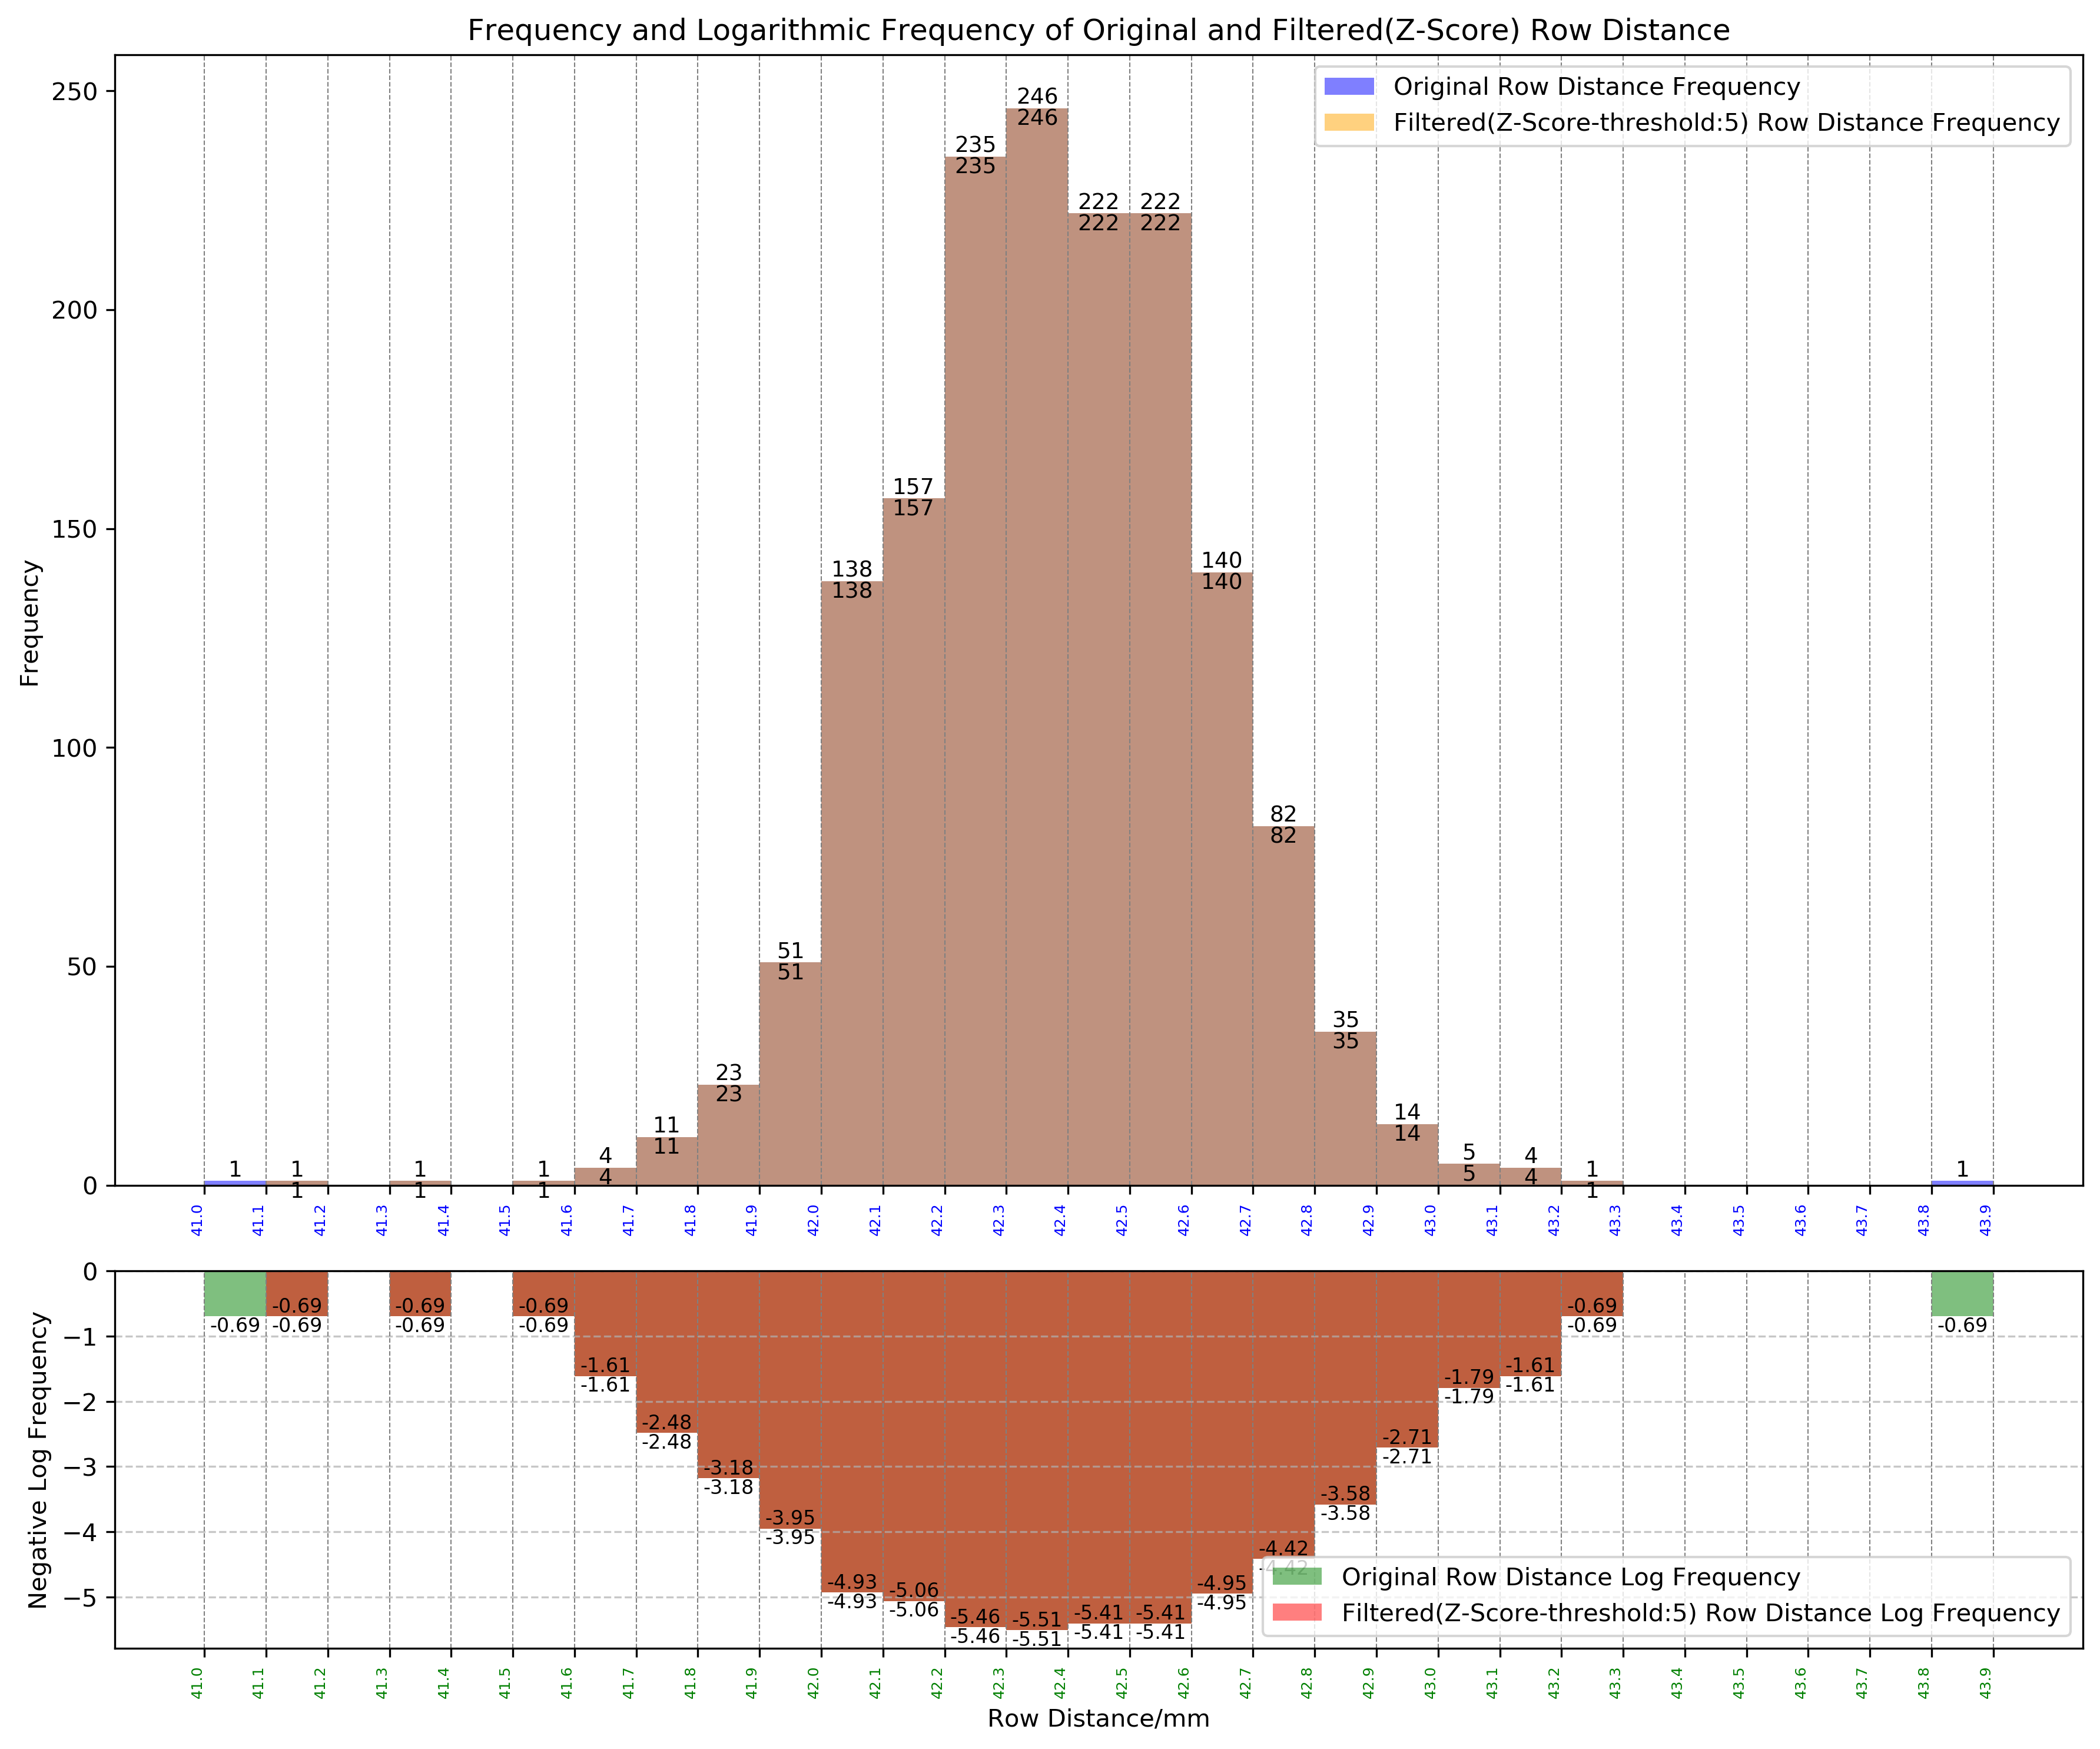 Frequency and Logarithmic Frequency of Original and Filtered(Z-Score) Row Distance
Original Row Distance Frequency
Filtered(Z-Score-threshold:5) Row Distance Frequency
Frequency
250
200
150
100
50
0
1 1 1 1 4 11 23 51 138 157 235 246 222 222 140 82 35 14 5 4 1 1
1 1 1 4 11 23 51 138 157 235 246 222 222 140 82 35 14 5 4 1
41.0 41.1 41.2 41.3 41.4 41.5 41.6 41.7 41.8 41.9 42.0 42.1 42.2 42.3 42.4 42.5 42.6 42.7 42.8 42.9 43.0 43.1 43.2 43.3 43.4 43.5 43.6 43.7 43.8 43.9
Negative Log Frequency
0
−1
−2
−3
−4
−5
-0.69 -0.69 -0.69 -1.61 -2.48 -3.18 -3.95 -4.93 -5.06 -5.46 -5.51 -5.41 -5.41 -4.95 -4.42 -3.58 -2.71 -1.79 -1.61 -0.69
-0.69 -0.69 -0.69 -0.69 -1.61 -2.48 -3.18 -3.95 -4.93 -5.06 -5.46 -5.51 -5.41 -5.41 -4.95 -4.42 -3.58 -2.71 -1.79 -1.61 -0.69 -0.69
Original Row Distance Log Frequency
Filtered(Z-Score-threshold:5) Row Distance Log Frequency
41.0 41.1 41.2 41.3 41.4 41.5 41.6 41.7 41.8 41.9 42.0 42.1 42.2 42.3 42.4 42.5 42.6 42.7 42.8 42.9 43.0 43.1 43.2 43.3 43.4 43.5 43.6 43.7 43.8 43.9
Row Distance/mm